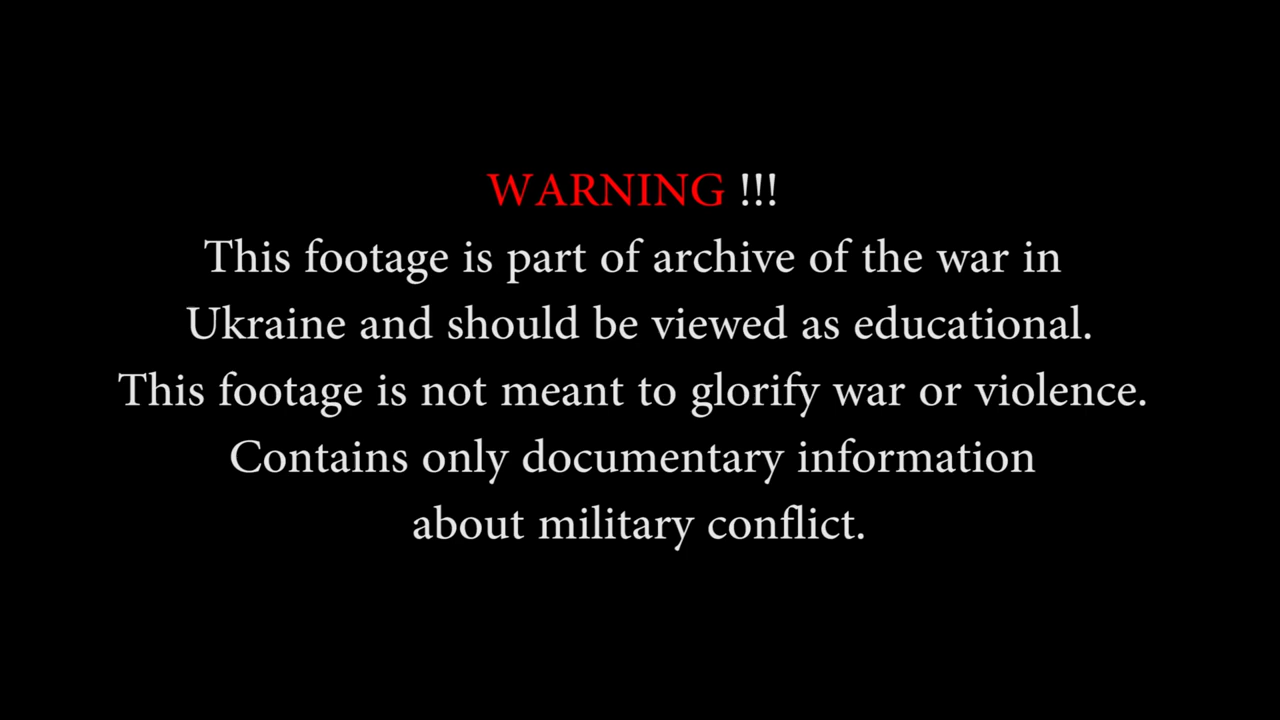 WARNING !!!
This footage is part of archive of the war in
Ukraine and should be viewed as educational.
This footage is not meant to glorify war or violence.
Contains only documentary information
about military conflict.